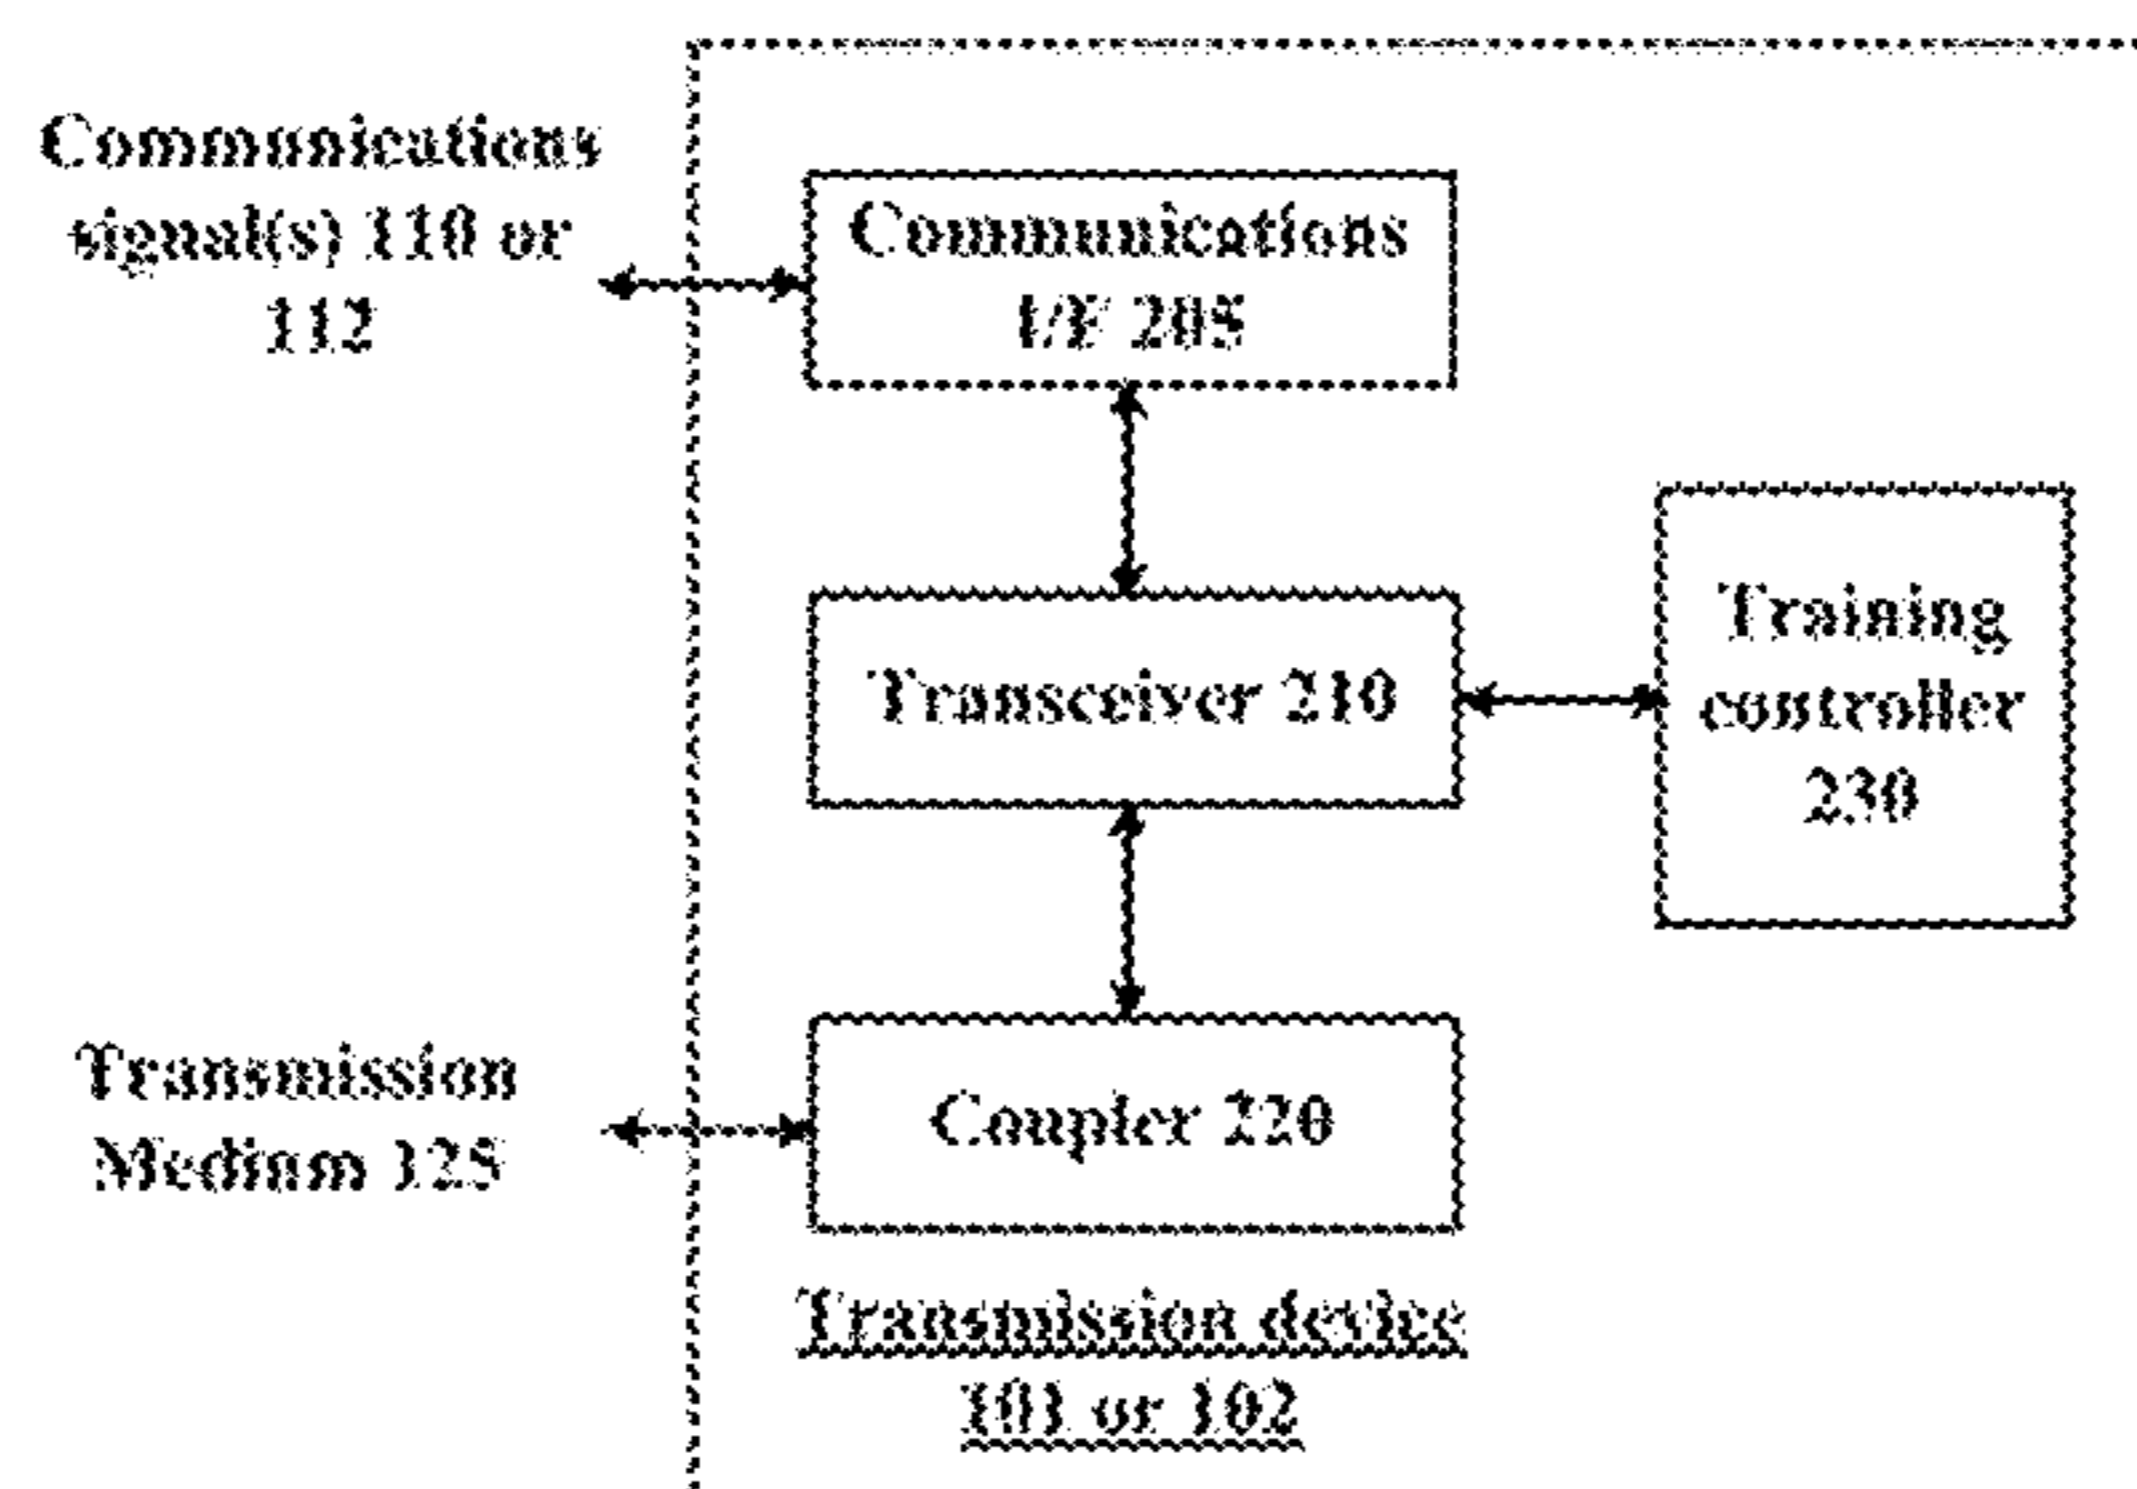 Communications
signal(s) 110 or
112
Communications
I/F 205
Transceiver 210
Training
controller
230
Transmission
Medium 125
Coupler 220
Transmission device
101 or 102